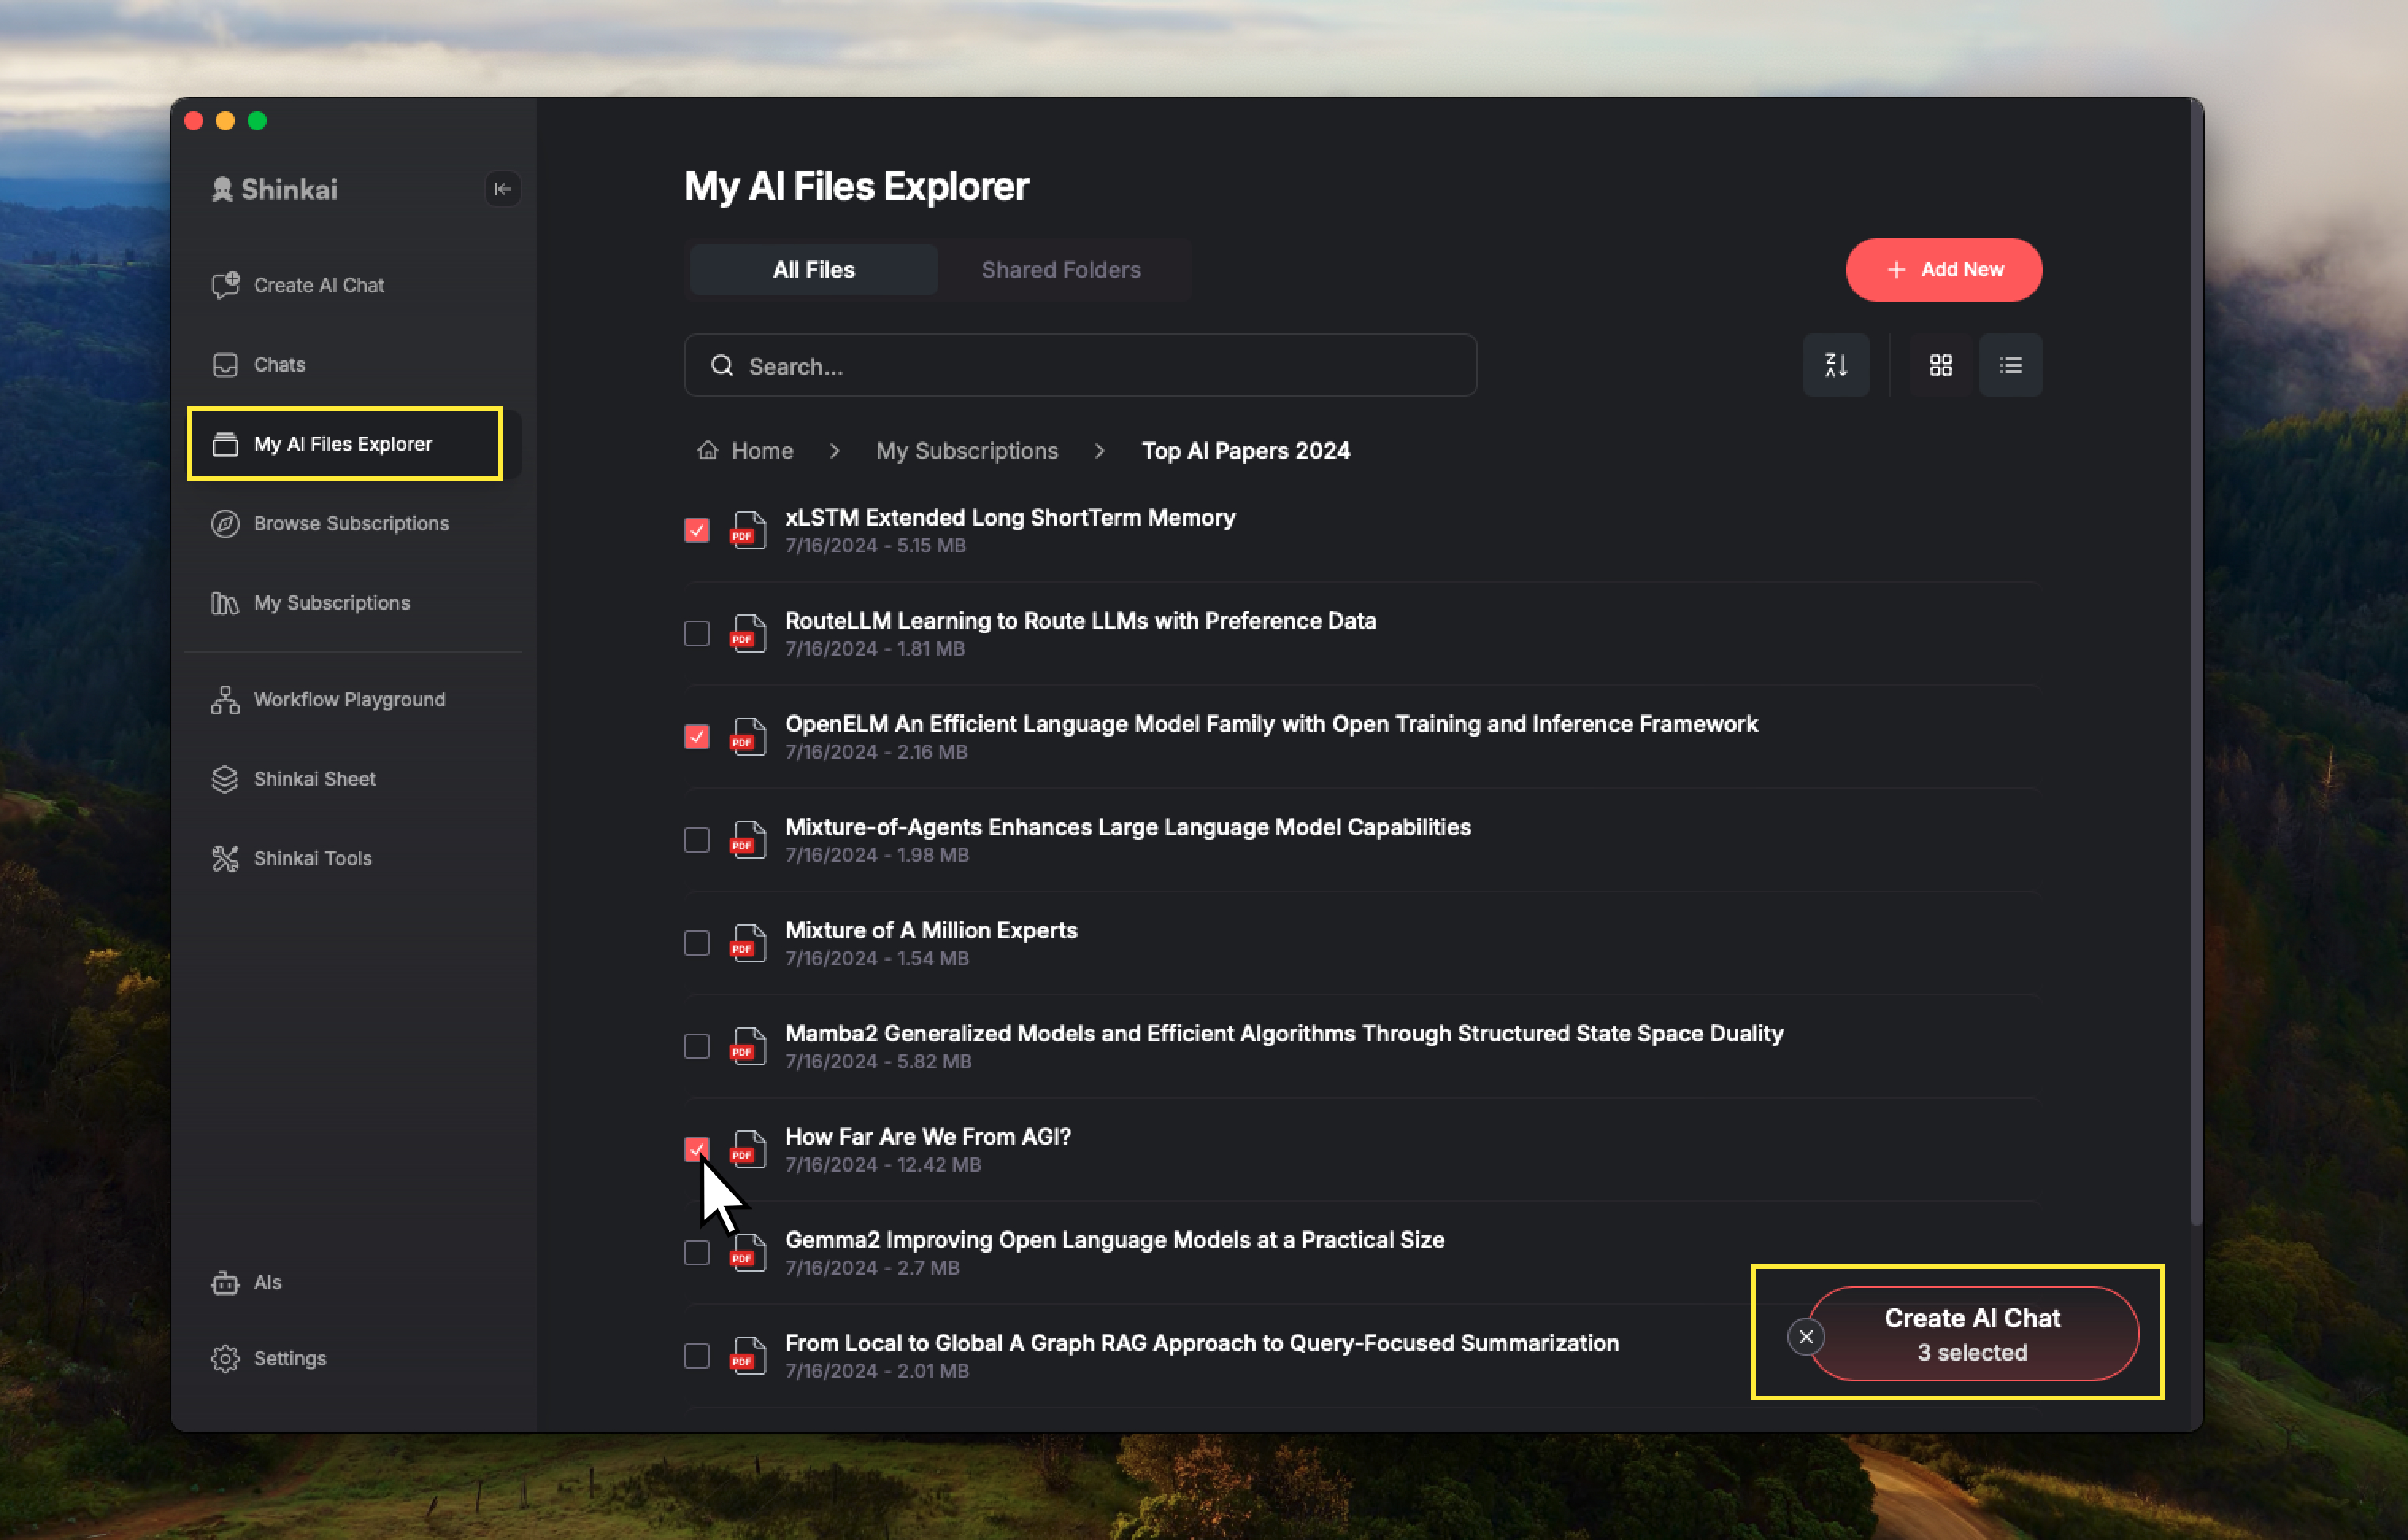 Shinkai
Create AI Chat
Chats
My AI Files Explorer
Browse Subscriptions
My Subscriptions
Workflow Playground
Shinkai Sheet
Shinkai Tools
AIs
Settings
My AI Files Explorer
All Files
Shared Folders
+ Add New
Search...
Home > My Subscriptions > Top AI Papers 2024
PDF
xLSTM Extended Long ShortTerm Memory
7/16/2024 - 5.15 MB
PDF
RouteLLM Learning to Route LLMs with Preference Data
7/16/2024 - 1.81 MB
PDF
OpenELM An Efficient Language Model Family with Open Training and Inference Framework
7/16/2024 - 2.16 MB
PDF
Mixture-of-Agents Enhances Large Language Model Capabilities
7/16/2024 - 1.98 MB
PDF
Mixture of A Million Experts
7/16/2024 - 1.54 MB
PDF
Mamba2 Generalized Models and Efficient Algorithms Through Structured State Space Duality
7/16/2024 - 5.82 MB
PDF
How Far Are We From AGI?
7/16/2024 - 12.42 MB
PDF
Gemma2 Improving Open Language Models at a Practical Size
7/16/2024 - 2.7 MB
PDF
From Local to Global A Graph RAG Approach to Query-Focused Summarization
7/16/2024 - 2.01 MB
Create AI Chat
3 selected